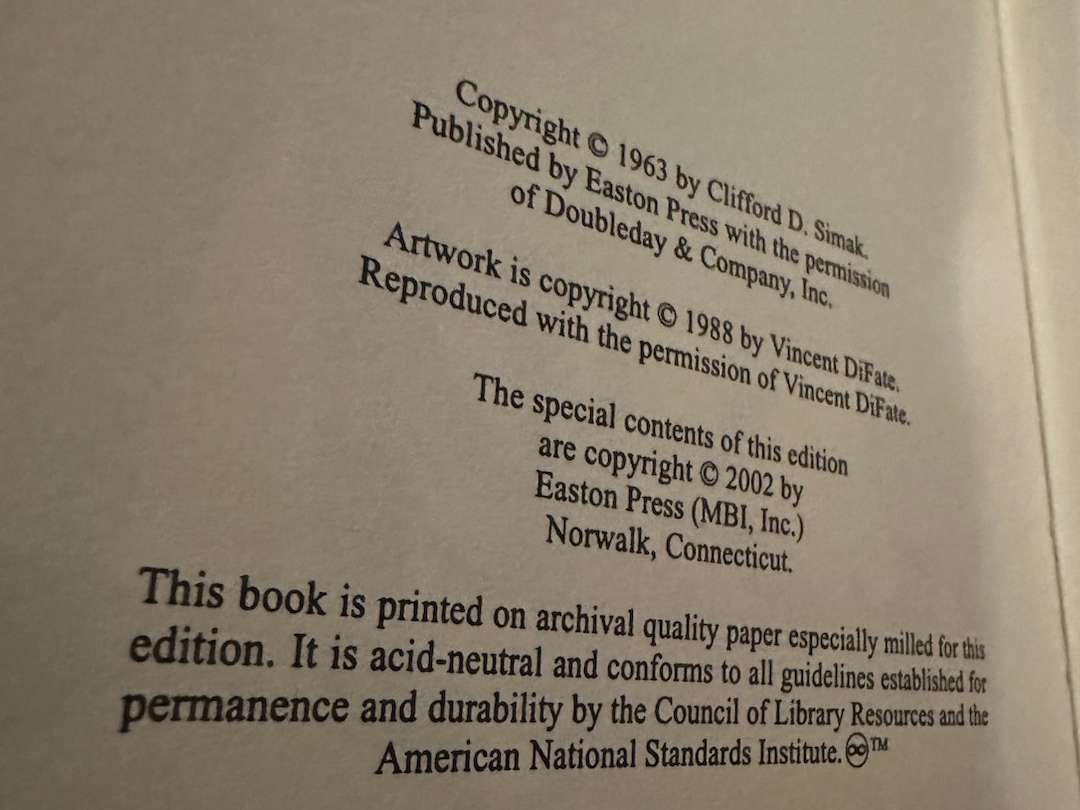 Copyright © 1963 by Clifford D. Simak.
Published by Easton Press with the permission
of Doubleday & Company, Inc.
Artwork is copyright © 1988 by Vincent DiFate.
Reproduced with the permission of Vincent DiFate.
The special contents of this edition
are copyright © 2002 by
Easton Press (MBI, Inc.)
Norwalk, Connecticut.
This book is printed on archival quality paper especially milled for this
edition. It is acid-neutral and conforms to all guidelines established for
permanence and durability by the Council of Library Resources and the
American National Standards Institute.♾™